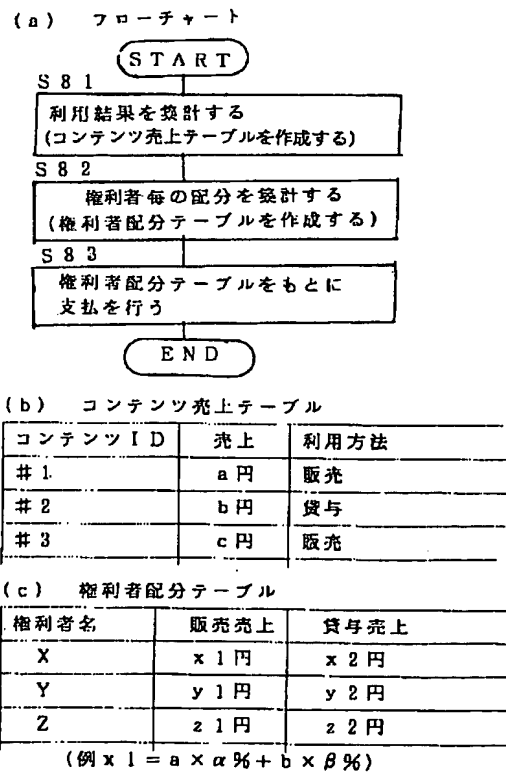 (a) フローチャート
START
S81
利用結果を集計する
(コンテンツ売上テーブルを作成する)
S82
権利者毎の配分を集計する
(権利者配分テーブルを作成する)
S83
権利者配分テーブルをもとに
支払を行う
END
(b) コンテンツ売上テーブル
コンテンツID 売上 利用方法
#1 a円 販売
#2 b円 貸与
#3 c円 販売
(c) 権利者配分テーブル
権利者名 販売売上 貸与売上
X x1円 x2円
Y y1円 y2円
Z z1円 z2円
(例x1=a×α%+b×β%)